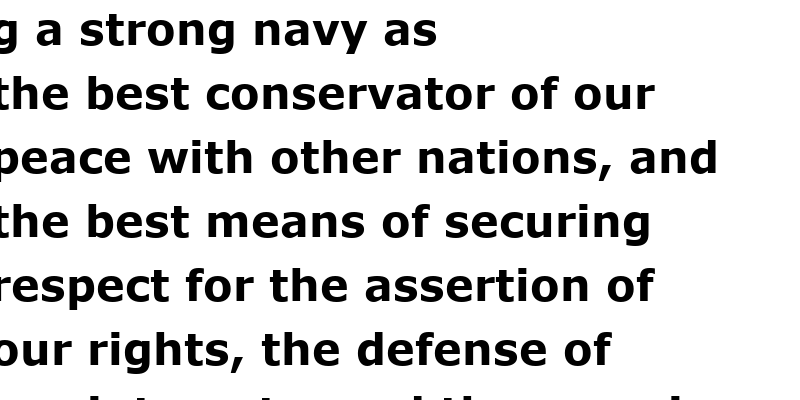 g a strong navy as
the best conservator of our
peace with other nations, and
the best means of securing
respect for the assertion of
our rights, the defense of